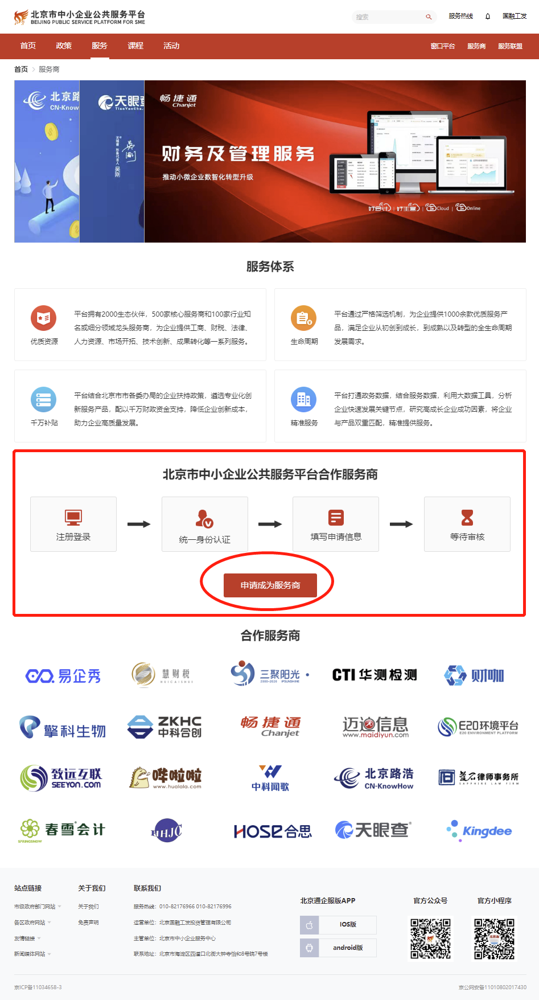 北京市中小企业公共服务平台
BEIJING PUBLIC SERVICE PLATFORM FOR SME
搜索
服务热线
国融工发
首页 政策 服务 课程 活动
窗口平台 服务商 服务联盟
首页 > 服务商
北京路
CN-Know
天眼查
TianYanCha.
天眼查 形象代言人 吴刚
畅捷通
Chanjet
财务及管理服务
推动小微企业数智化转型升级
好会计 | 好生意 | T+Cloud | T+Online
服务体系
优质资源
平台拥有2000生态伙伴，500家核心服务商和100家行业知
名或细分领域龙头服务商，为企业提供工商、财税、法律、
人力资源、市场开拓、技术创新、成果转化等一系列服务。
生命周期
平台通过严格筛选机制，为企业提供1000余款优质服务产
品，满足企业从初创到成长，到成熟以及转型的全生命周期
发展需求。
千万补贴
平台结合北京市市各委办局的企业扶持政策，遴选专业化创
新服务产品，配以千万财政资金支持，降低企业创新成本，
助力企业高质量发展。
精准服务
平台打通政务数据，结合服务数据，利用大数据工具，分析
企业快速发展关键节点，研究高成长企业成功因素，将企业
与产品双重匹配，精准提供服务。
北京市中小企业公共服务平台合作服务商
注册登录
统一身份认证
填写申请信息
等待审核
申请成为服务商
合作服务商
易企秀
慧财税
HUICAISHUI
三聚阳光
2000-2020 IPSUNSHINE
CTI 华测检测
财咖
擎科生物
ZKHC
中科合创
畅捷通
Chanjet
迈迪信息
www.maidiyun.com
E20环境平台
E20 ENVIRONMENT PLATFORM
致远互联
SEEYON.COM
哗啦啦
www.hualala.com
中科闻歌
北京路浩
CN-KnowHow
蓝石律师事务所
SAPPHIRE LAW FIRM
春雪会计
SPRINGSNOW
HHJC
HOSE合思
天眼查
Kingdee
站点链接
市级政府部门网站
各区政府网站
友情链接
新闻媒体网站
关于我们
关于我们
免责声明
联系我们
服务热线：010-82176966 010-82176996
运营单位：北京国融工发投资管理有限公司
主管单位：北京市中小企业服务中心
联系地址：北京市海淀区四道口北街大钟寺怡和8号院7号楼
北京通企服版APP
IOS版
android版
官方公众号
官方小程序
北京通
京ICP备11034658-3
京公网安备11010802017430